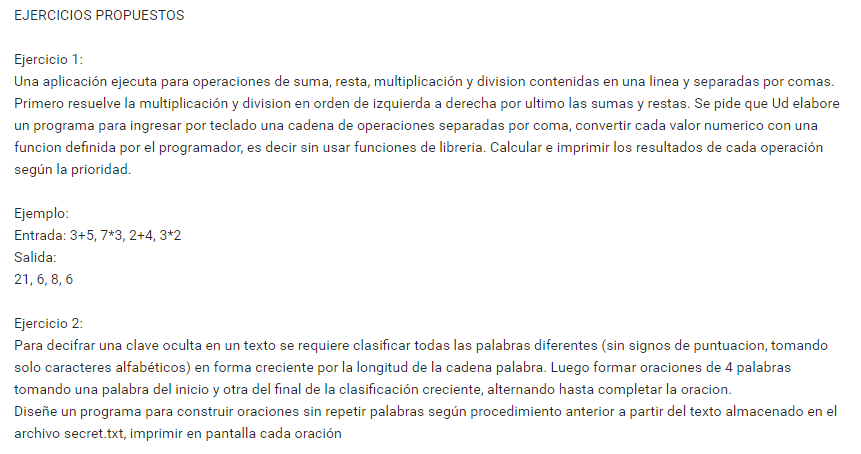 EJERCICIOS PROPUESTOS
Ejercicio 1:
Una aplicación ejecuta para operaciones de suma, resta, multiplicación y division contenidas en una linea y separadas por comas.
Primero resuelve la multiplicación y division en orden de izquierda a derecha por ultimo las sumas y restas. Se pide que Ud elabore
un programa para ingresar por teclado una cadena de operaciones separadas por coma, convertir cada valor numerico con una
funcion definida por el programador, es decir sin usar funciones de libreria. Calcular e imprimir los resultados de cada operación
según la prioridad.
Ejemplo:
Entrada: 3+5, 7*3, 2+4, 3*2
Salida:
21, 6, 8, 6
Ejercicio 2:
Para decifrar una clave oculta en un texto se requiere clasificar todas las palabras diferentes (sin signos de puntuacion, tomando
solo caracteres alfabéticos) en forma creciente por la longitud de la cadena palabra. Luego formar oraciones de 4 palabras
tomando una palabra del inicio y otra del final de la clasificación creciente, alternando hasta completar la oracion.
Diseñe un programa para construir oraciones sin repetir palabras según procedimiento anterior a partir del texto almacenado en el
archivo secret.txt, imprimir en pantalla cada oración